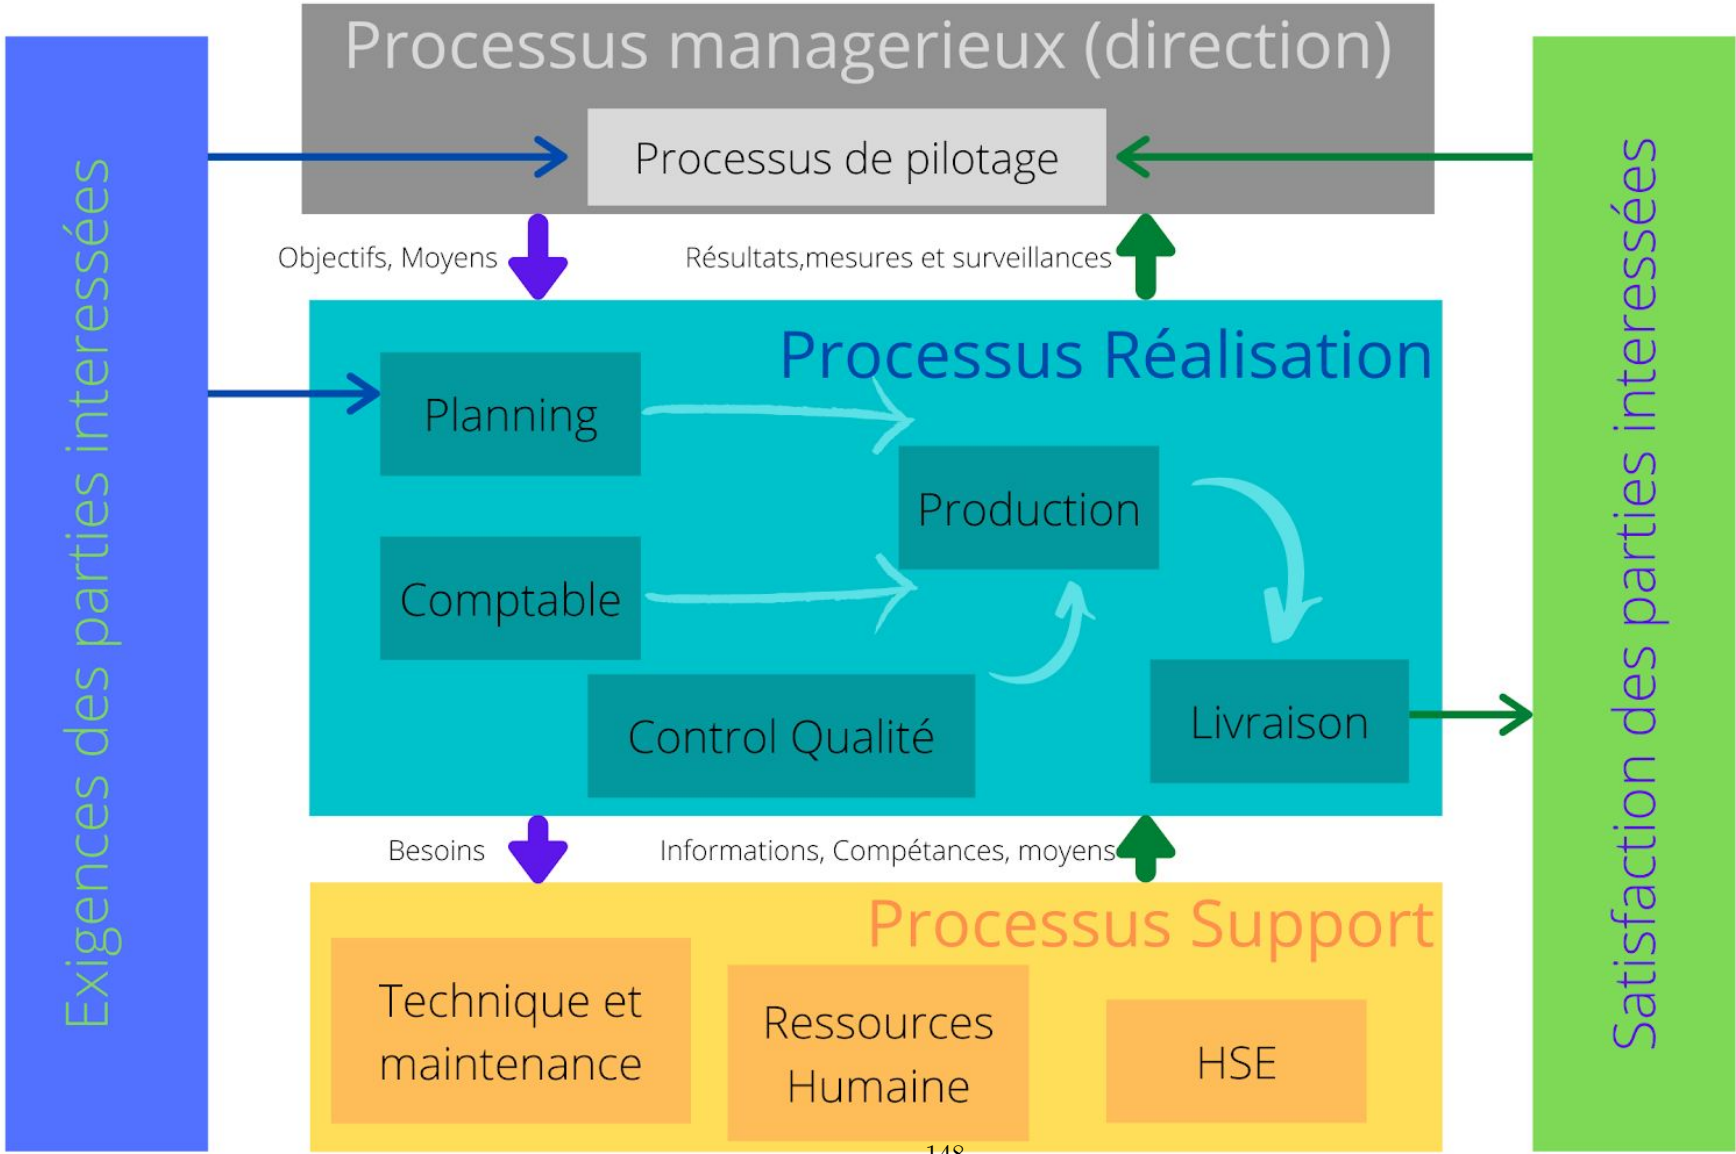 Processus managerieux (direction)
Processus de pilotage
Exigences des parties interessées
Satisfaction des parties interessées
Objectifs, Moyens
Résultats,mesures et surveillances
Processus Réalisation
Planning
Production
Comptable
Control Qualité
Livraison
Besoins
Informations, Compétances, moyens
Processus Support
Technique et
maintenance
Ressources
Humaine
HSE
148